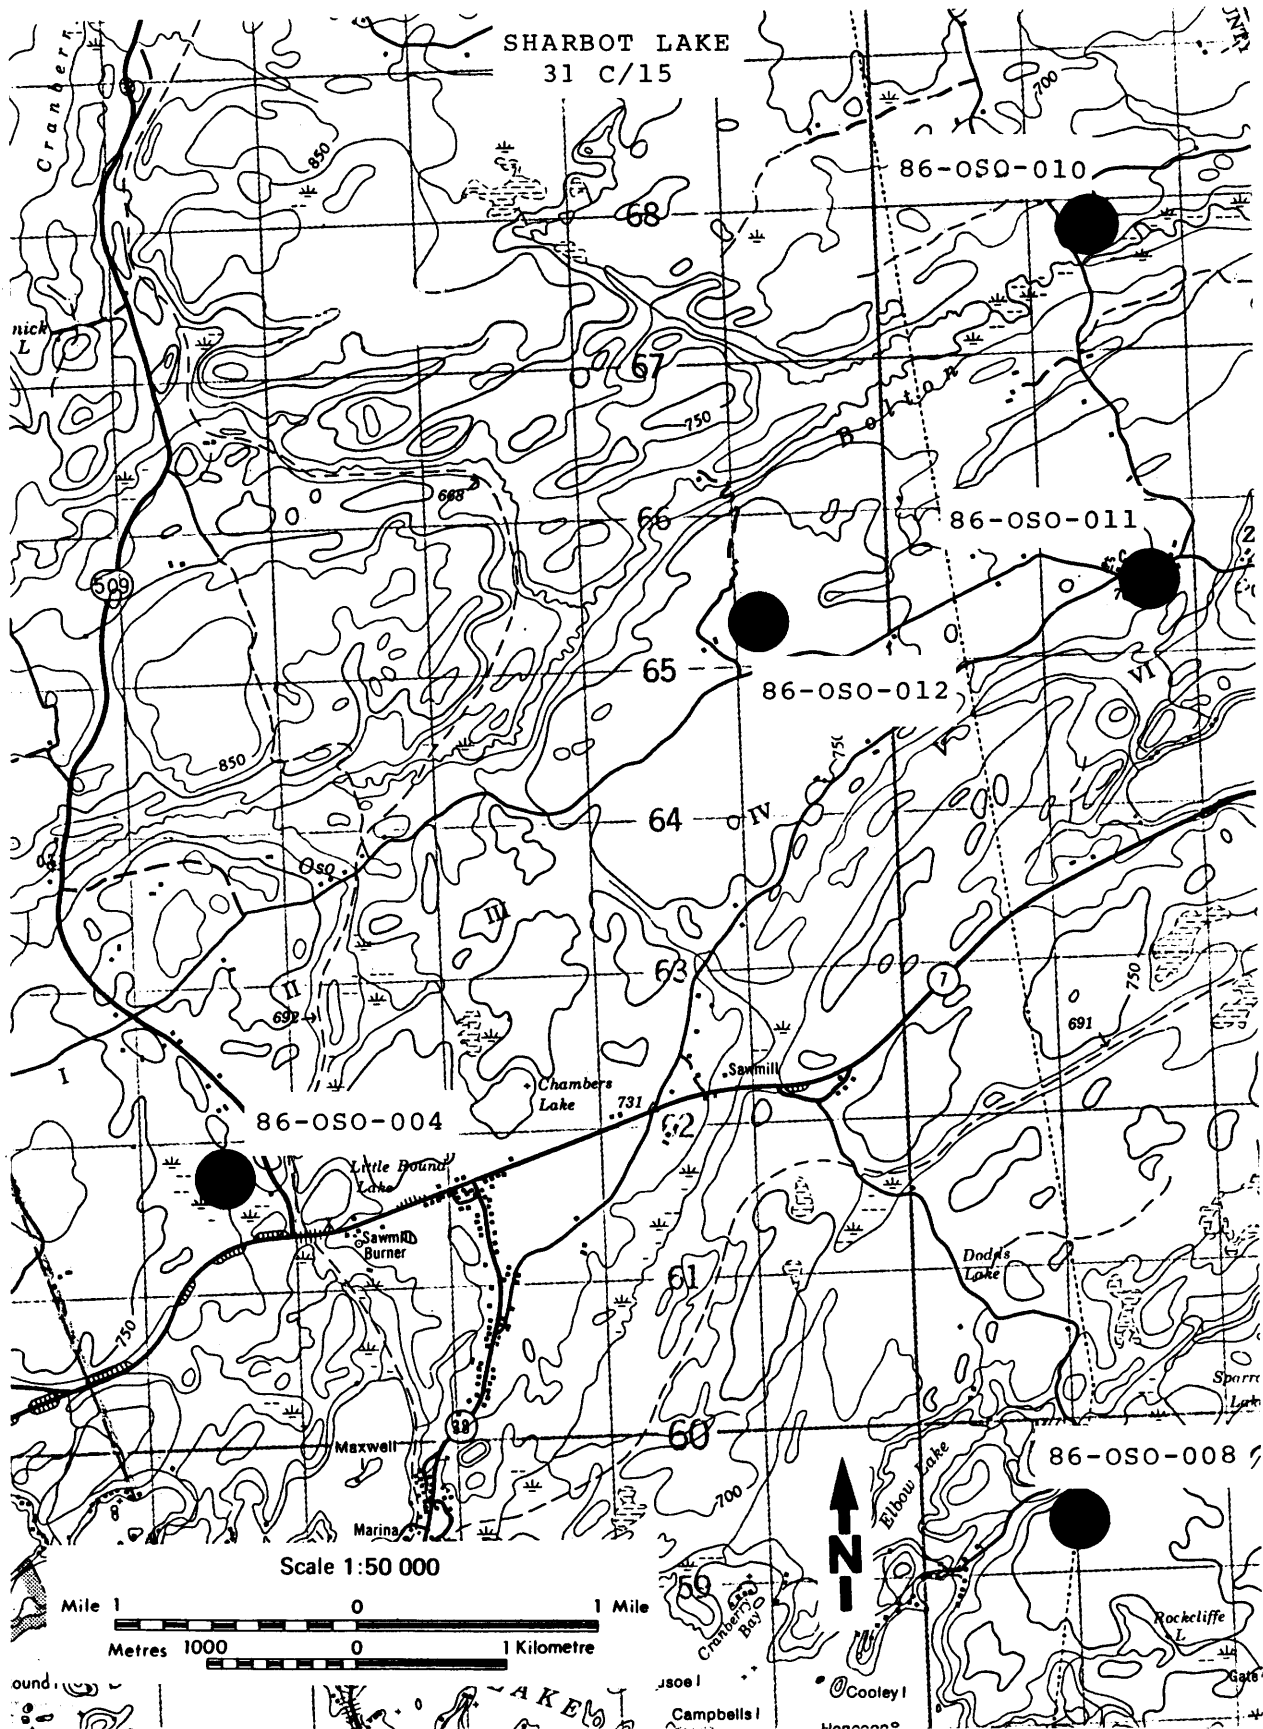 SHARBOT LAKE
31 C/15
700
850
86-OSO-010
68
nick
L
67
750
Bolton
668
66
86-OSO-011
509
65
86-OSO-012
VI
V
850
64
IV
Oso
III
63
7
II
692
750
691
I
Sawmill
Chambers
Lake
731
62
86-OSO-004
Little Round
Lake
Sawmill
Burner
61
Dodds
Lake
750
38
60
Maxwell
86-OSO-008
Elbow Lake
700
Marina
Scale 1:50 000
N
59
Mile 1 0 1 Mile
Cranberry
Bay
Rockcliffe
L
Metres 1000 0 1 Kilometre
LAKE
Cooley I
Campbells I